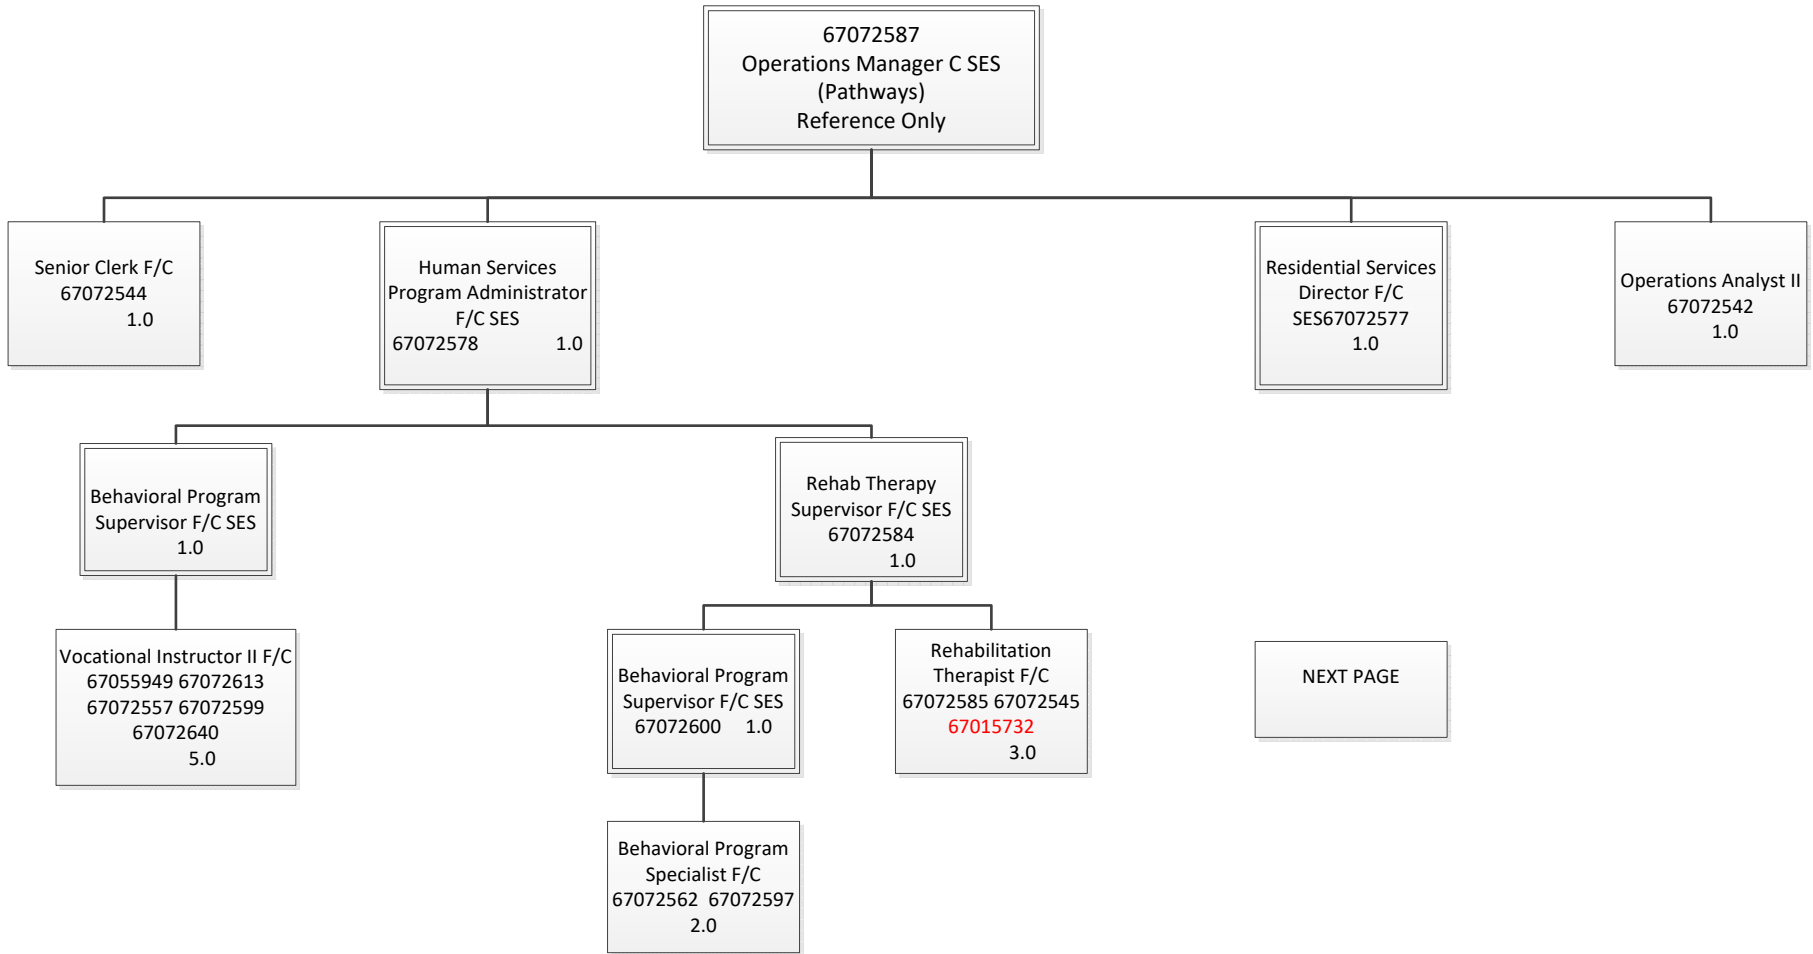 67072587
Operations Manager C SES
(Pathways)
Reference Only
Senior Clerk F/C
67072544
1.0
Human Services
Program Administrator
F/C SES
67072578 1.0
Residential Services
Director F/C
SES67072577
1.0
Operations Analyst II
67072542
1.0
Behavioral Program
Supervisor F/C SES
1.0
Rehab Therapy
Supervisor F/C SES
67072584
1.0
Vocational Instructor II F/C
67055949 67072613
67072557 67072599
67072640
5.0
Behavioral Program
Supervisor F/C SES
67072600 1.0
Rehabilitation
Therapist F/C
67072585 67072545
67015732
3.0
NEXT PAGE
Behavioral Program
Specialist F/C
67072562 67072597
2.0